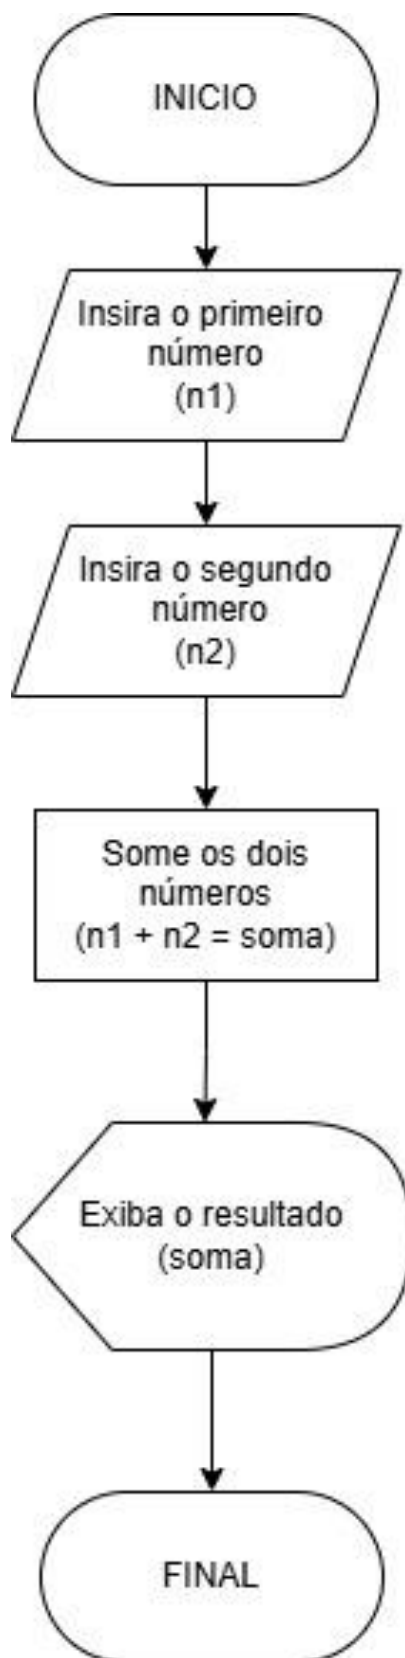 INICIO
Insira o primeiro
número
(n1)
Insira o segundo
número
(n2)
Some os dois
números
(n1 + n2 = soma)
Exiba o resultado
(soma)
FINAL